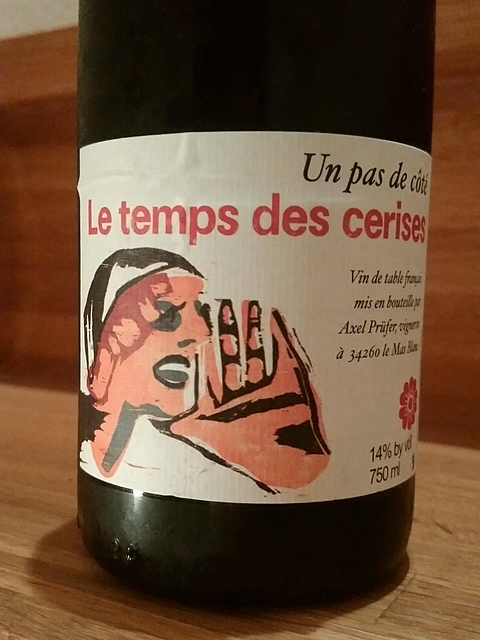 Un pas de côté
Le temps des cerises
Vin de table français
mis en bouteille par
Axel Prüfer, vigneron
à 34260 le Mas Blanc
14% by vol
750 ml